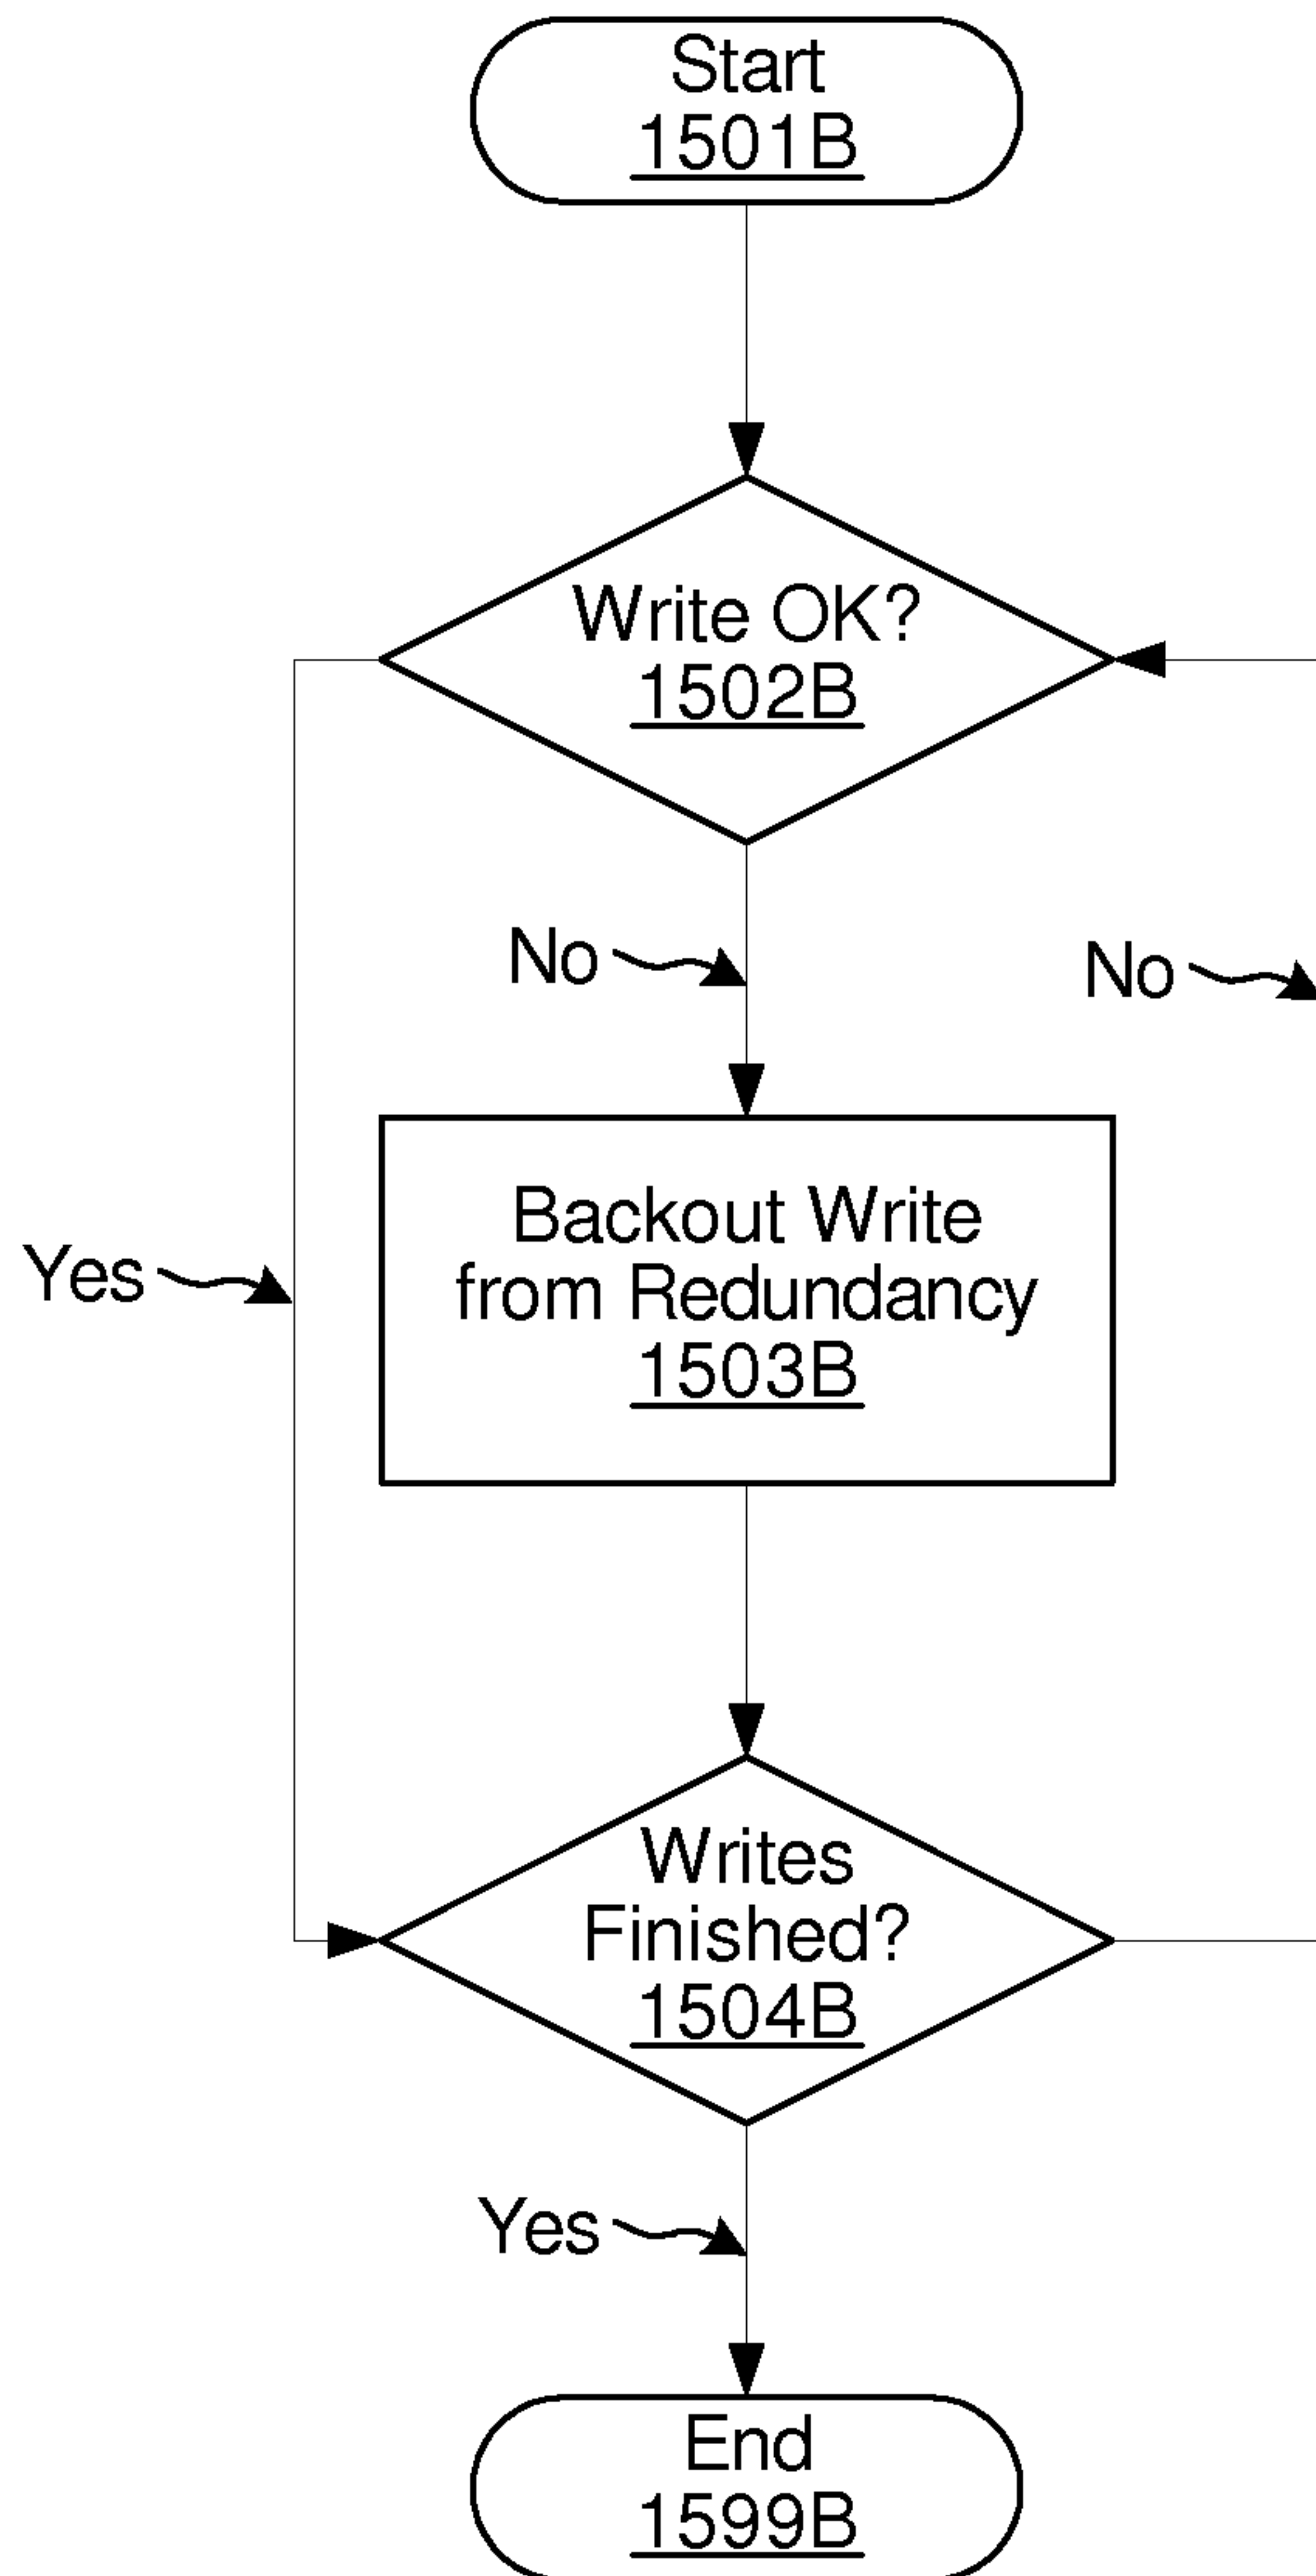 Start
1501B
Write OK?
1502B
No
No
Backout Write
from Redundancy
1503B
Yes
Writes
Finished?
1504B
Yes
End
1599B